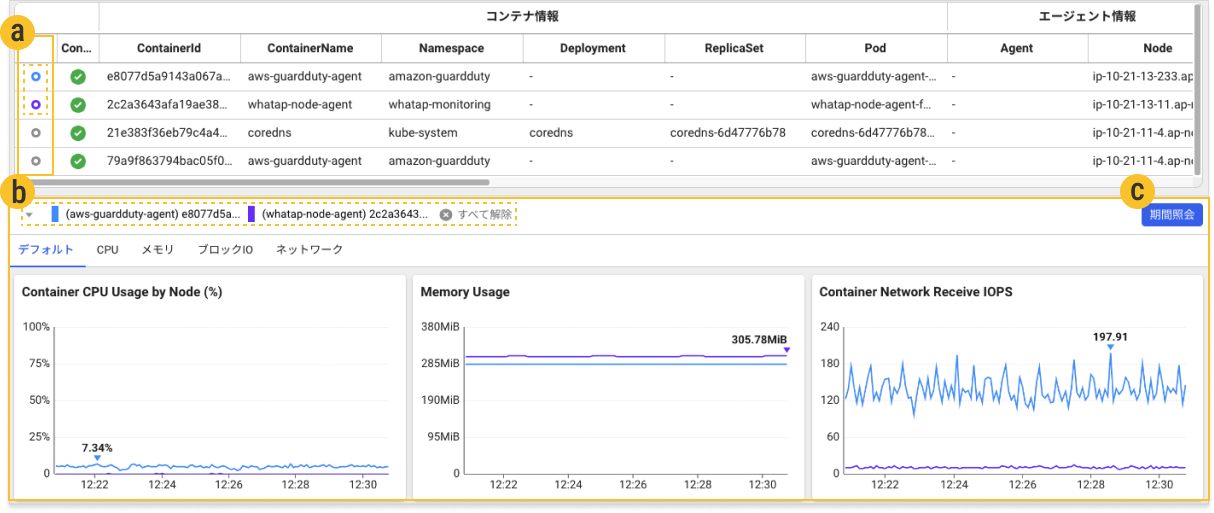 コンテナ情報 エージェント情報
a
Con... ContainerId ContainerName Namespace Deployment ReplicaSet Pod Agent Node
e8077d5a9143a067a... aws-guardduty-agent amazon-guardduty - - aws-guardduty-agent-... - ip-10-21-13-233.ap
2c2a3643afa19ae38... whatap-node-agent whatap-monitoring - - whatap-node-agent-f... - ip-10-21-13-11.ap-n
21e383f36eb79c4a4... coredns kube-system coredns coredns-6d47776b78 coredns-6d47776b78... - ip-10-21-11-4.ap-ne
79a9f863794bac05f0... aws-guardduty-agent amazon-guardduty - - aws-guardduty-agent-... - ip-10-21-11-4.ap-ne
b c
(aws-guardduty-agent) e8077d5a... (whatap-node-agent) 2c2a3643... すべて解除 期間照会
デフォルト CPU メモリ ブロックIO ネットワーク
Container CPU Usage by Node (%)
100%
75%
50%
25%
0
7.34%
12:22 12:24 12:26 12:28 12:30
Memory Usage
380MiB
285MiB
190MiB
95MiB
0
305.78MiB
12:22 12:24 12:26 12:28 12:30
Container Network Receive IOPS
240
180
120
60
0
197.91
12:22 12:24 12:26 12:28 12:30